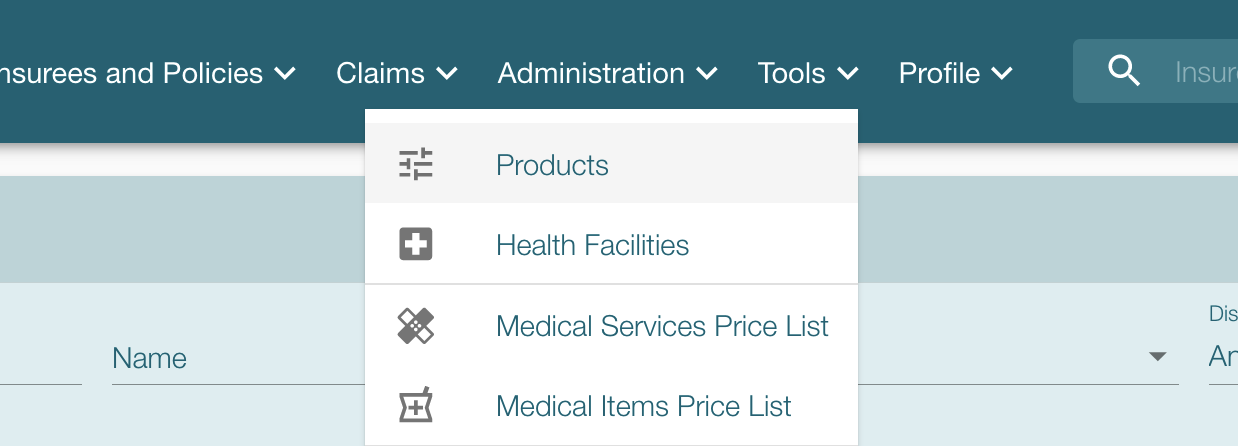 nsurees and Policies Claims Administration Tools Profile Insur
Products
Health Facilities
Medical Services Price List
Medical Items Price List
Name
Dis
An